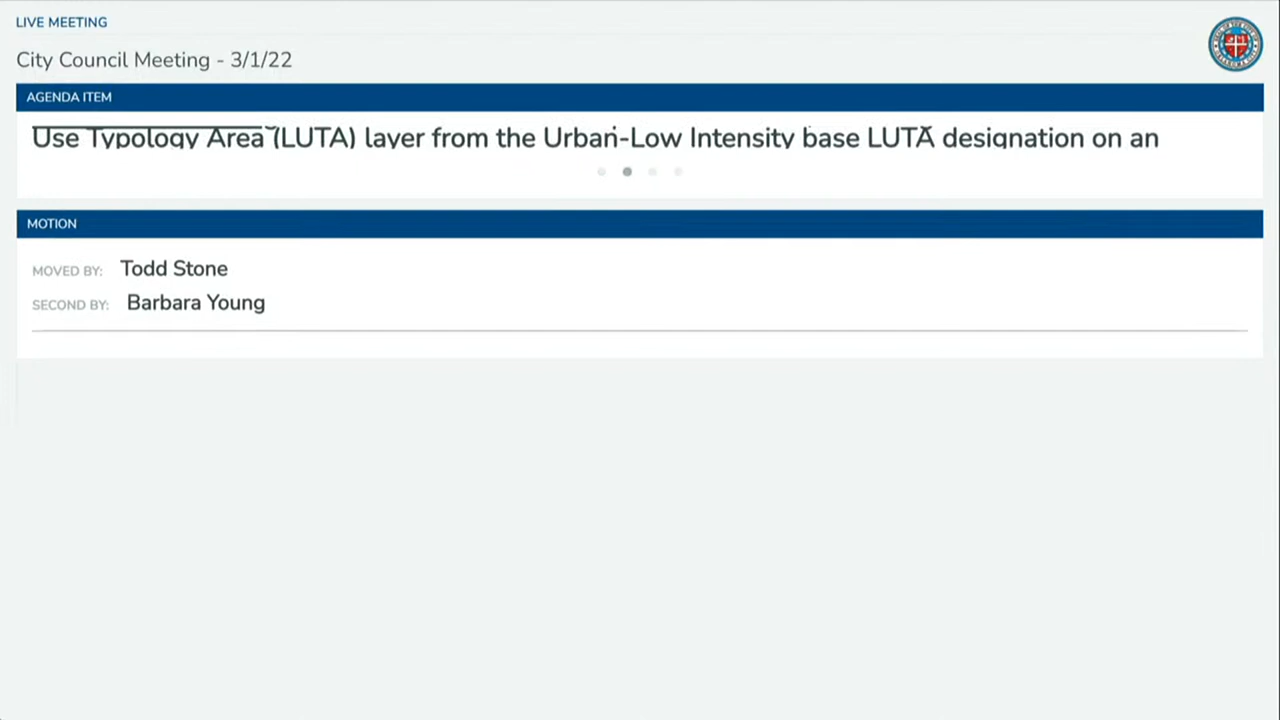 LIVE MEETING
City Council Meeting - 3/1/22
AGENDA ITEM
Use Typology Area (LUTA) layer from the Urban-Low Intensity base LUTA designation on an
MOTION
MOVED BY: Todd Stone
SECOND BY: Barbara Young